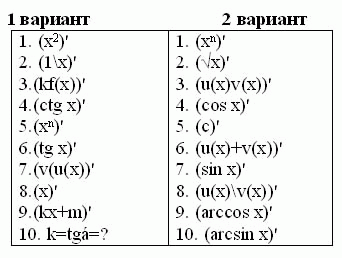 1 вариант 2 вариант
1. (x²)' 1. (xⁿ)'
2. (1\x)' 2. (√x)'
3.(kf(x))' 3. (u(x)v(x))'
4.(ctg x)' 4. (cos x)'
5.(xⁿ)' 5. (c)'
6.(tg x)' 6. (u(x)+v(x))'
7.(v(u(x))' 7. (sin x)'
8.(x)' 8. (u(x)\v(x))'
9.(kx+m)' 9. (arccos x)'
10. k=tgá=? 10. (arcsin x)'